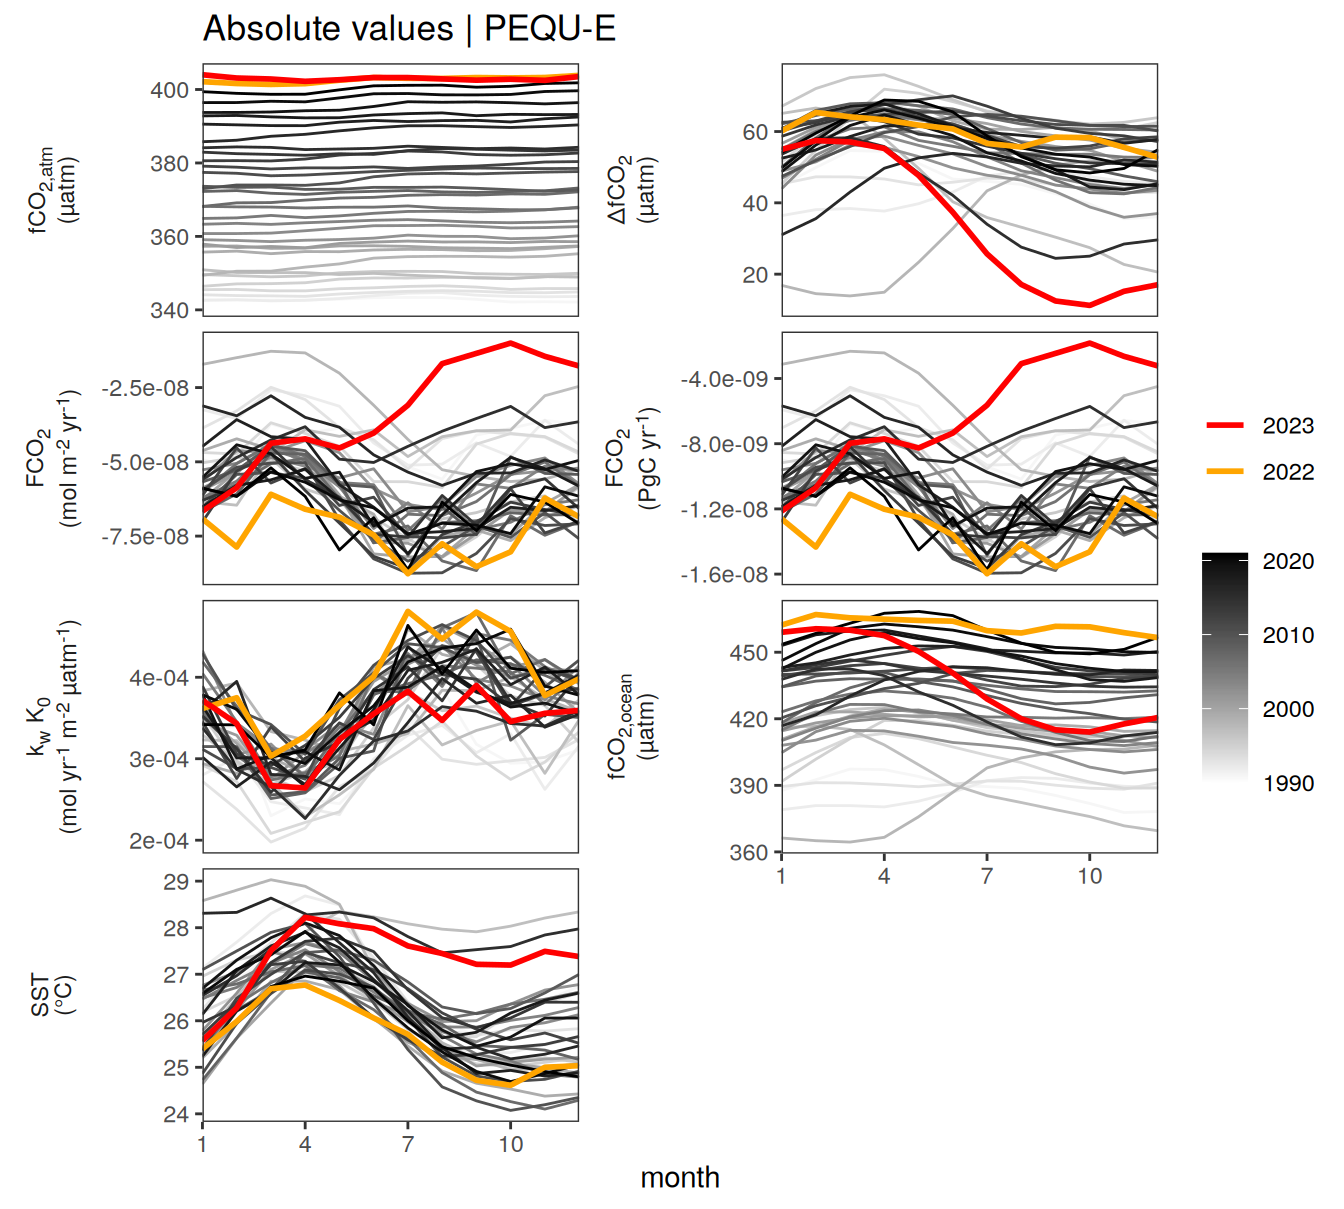 Absolute values | PEQU-E
fCO2,atm
(µatm)
400
380
360
340
ΔfCO2
(µatm)
60
40
20
FCO2
(mol m-2 yr-1)
-2.5e-08
-5.0e-08
-7.5e-08
FCO2
(PgC yr-1)
-4.0e-09
-8.0e-09
-1.2e-08
-1.6e-08
kw K0
(mol yr-1 m-2 µatm-1)
4e-04
3e-04
2e-04
fCO2,ocean
(µatm)
450
420
390
360
1 4 7 10
SST
(°C)
29
28
27
26
25
24
1 4 7 10
month
2023
2022
2020
2010
2000
1990